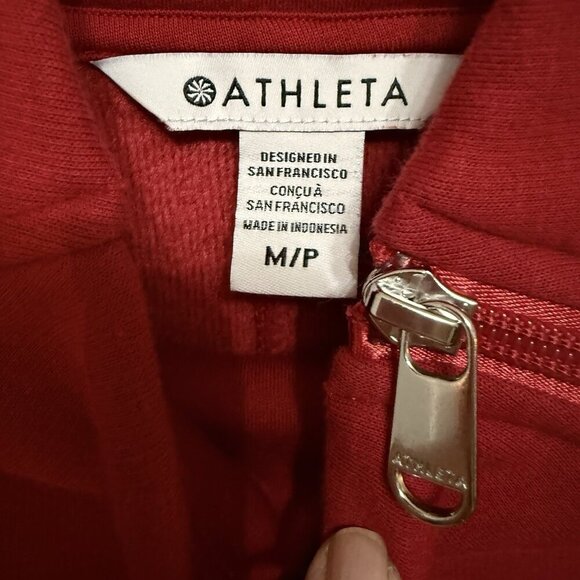 ATHLETA
DESIGNED IN
SAN FRANCISCO
CONÇU À
SAN FRANCISCO
MADE IN INDONESIA
M/P
ATHLETA